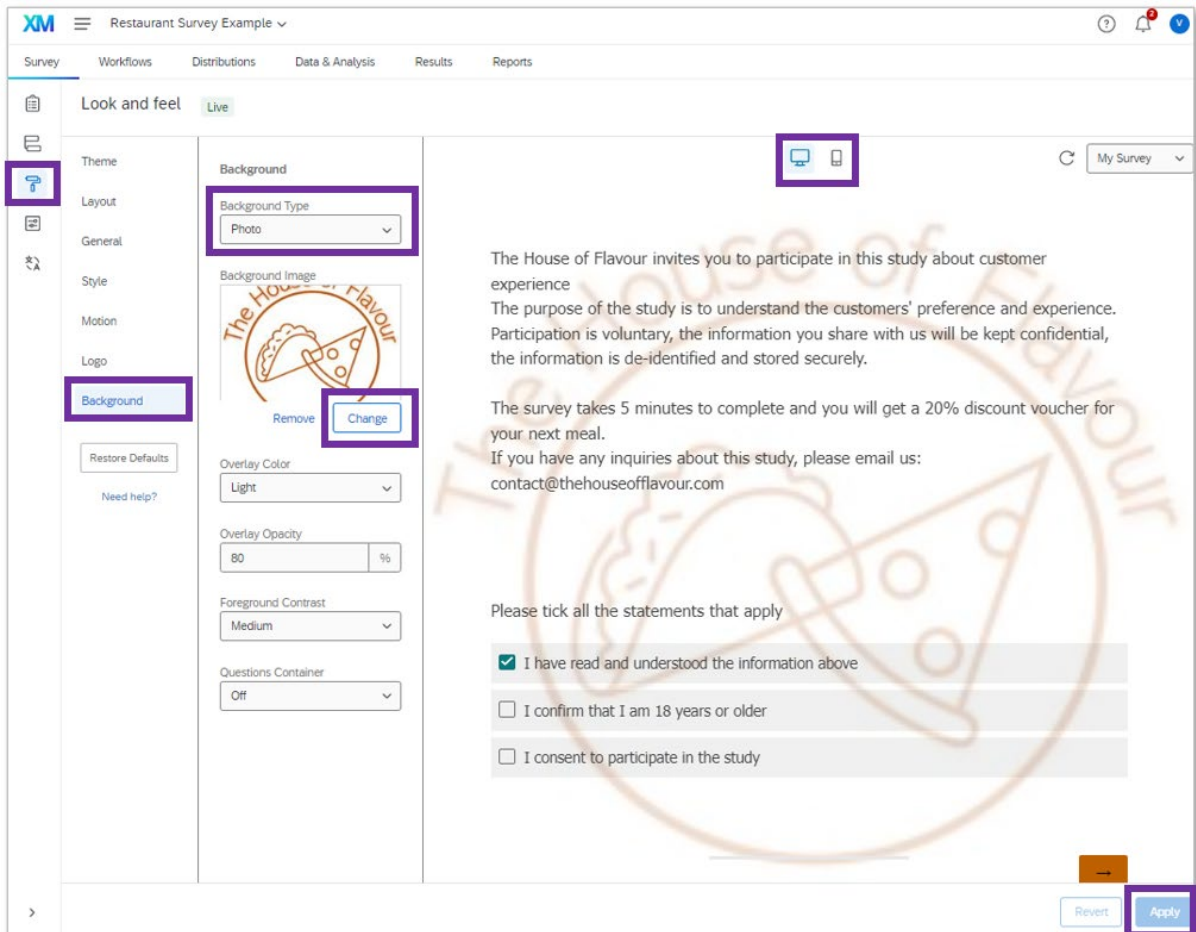 XM
Restaurant Survey Example
2
V
Survey Workflows Distributions Data & Analysis Results Reports
Look and feel Live
Theme
Layout
General
Style
Motion
Logo
Background
Restore Defaults
Need help?
Background
Background Type
Photo
Background Image
The House of Flavour
Remove Change
Overlay Color
Light
Overlay Opacity
80 %
Foreground Contrast
Medium
Questions Container
Off
My Survey
The House of Flavour
The House of Flavour invites you to participate in this study about customer
experience
The purpose of the study is to understand the customers' preference and experience.
Participation is voluntary, the information you share with us will be kept confidential,
the information is de-identified and stored securely.
The survey takes 5 minutes to complete and you will get a 20% discount voucher for
your next meal.
If you have any inquiries about this study, please email us:
contact@thehouseofflavour.com
Please tick all the statements that apply
I have read and understood the information above
I confirm that I am 18 years or older
I consent to participate in the study
Revert Apply